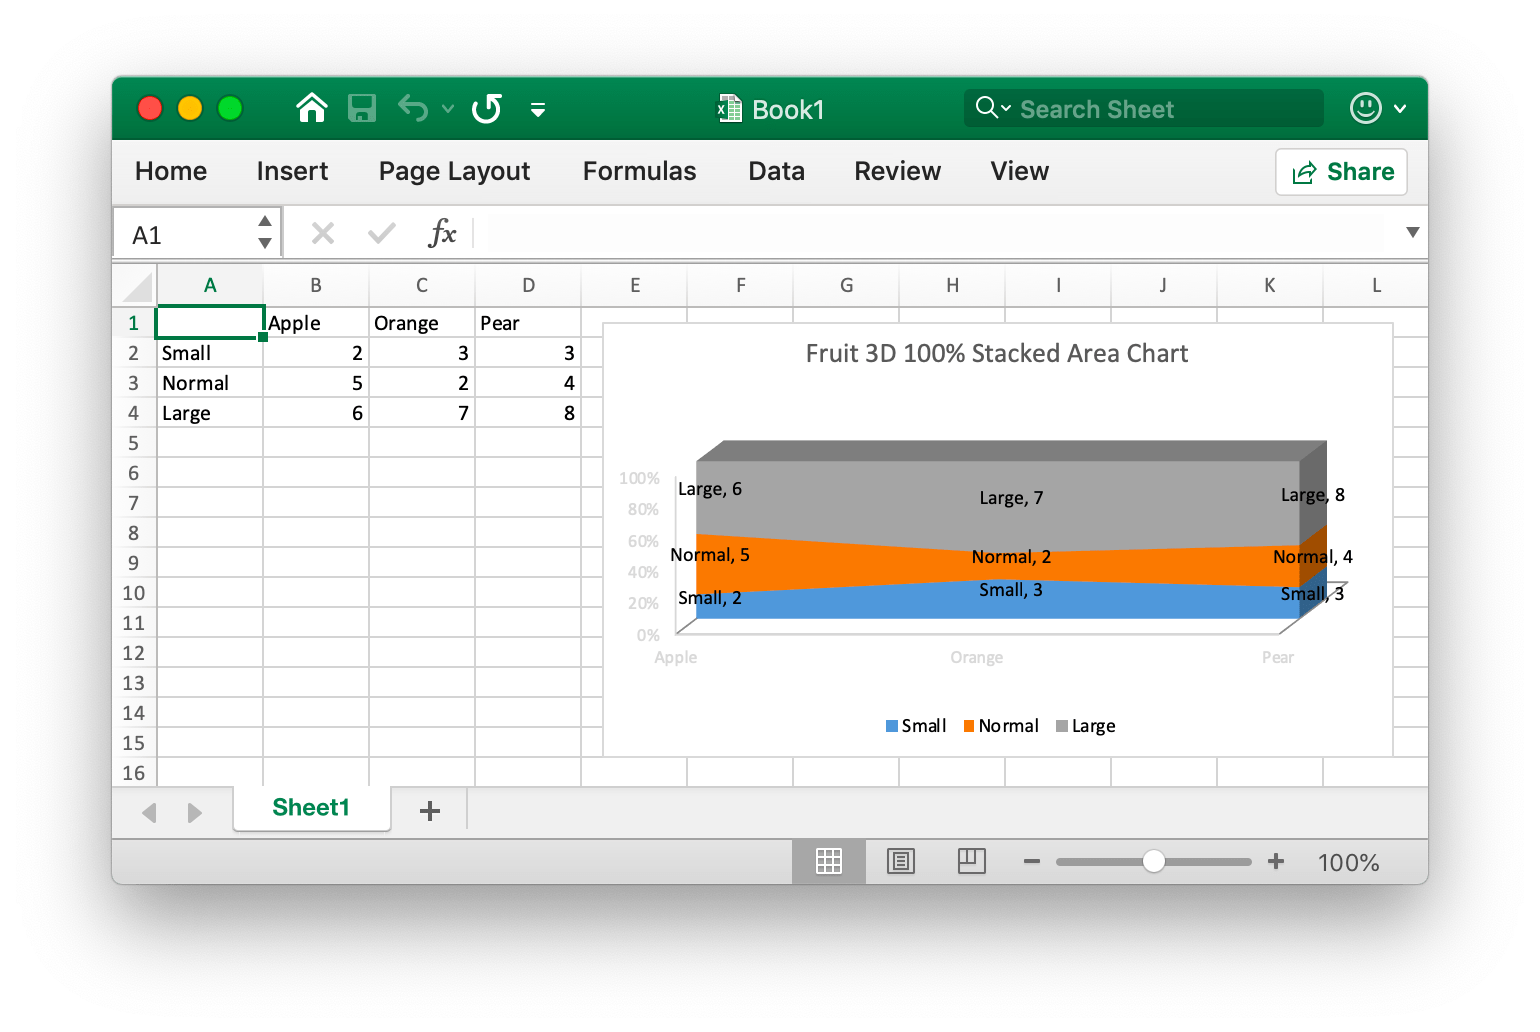 Book1
Search Sheet
Home Insert Page Layout Formulas Data Review View Share
A1 fx
A B C D E F G H I J K L
1 Apple Orange Pear
2 Small 2 3 3
3 Normal 5 2 4
4 Large 6 7 8
5
6
7
8
9
10
11
12
13
14
15
16
Fruit 3D 100% Stacked Area Chart
100%
80%
60%
40%
20%
0%
Large, 6 Large, 7 Large, 8
Normal, 5 Normal, 2 Normal, 4
Small, 2 Small, 3 Small, 3
Apple Orange Pear
Small Normal Large
Sheet1
100%